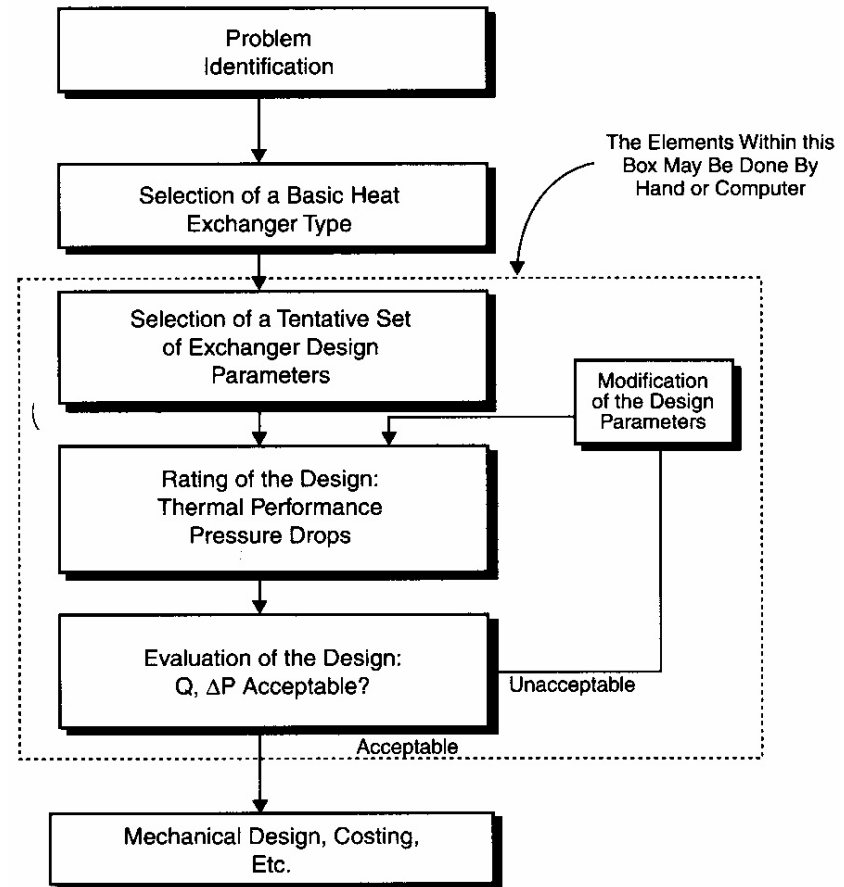 Problem
Identification
The Elements Within this
Box May Be Done By
Hand or Computer
Selection of a Basic Heat
Exchanger Type
Selection of a Tentative Set
of Exchanger Design
Parameters
Modification
of the Design
Parameters
Rating of the Design:
Thermal Performance
Pressure Drops
Evaluation of the Design:
Q, ΔP Acceptable?
Unacceptable
Acceptable
Mechanical Design, Costing,
Etc.